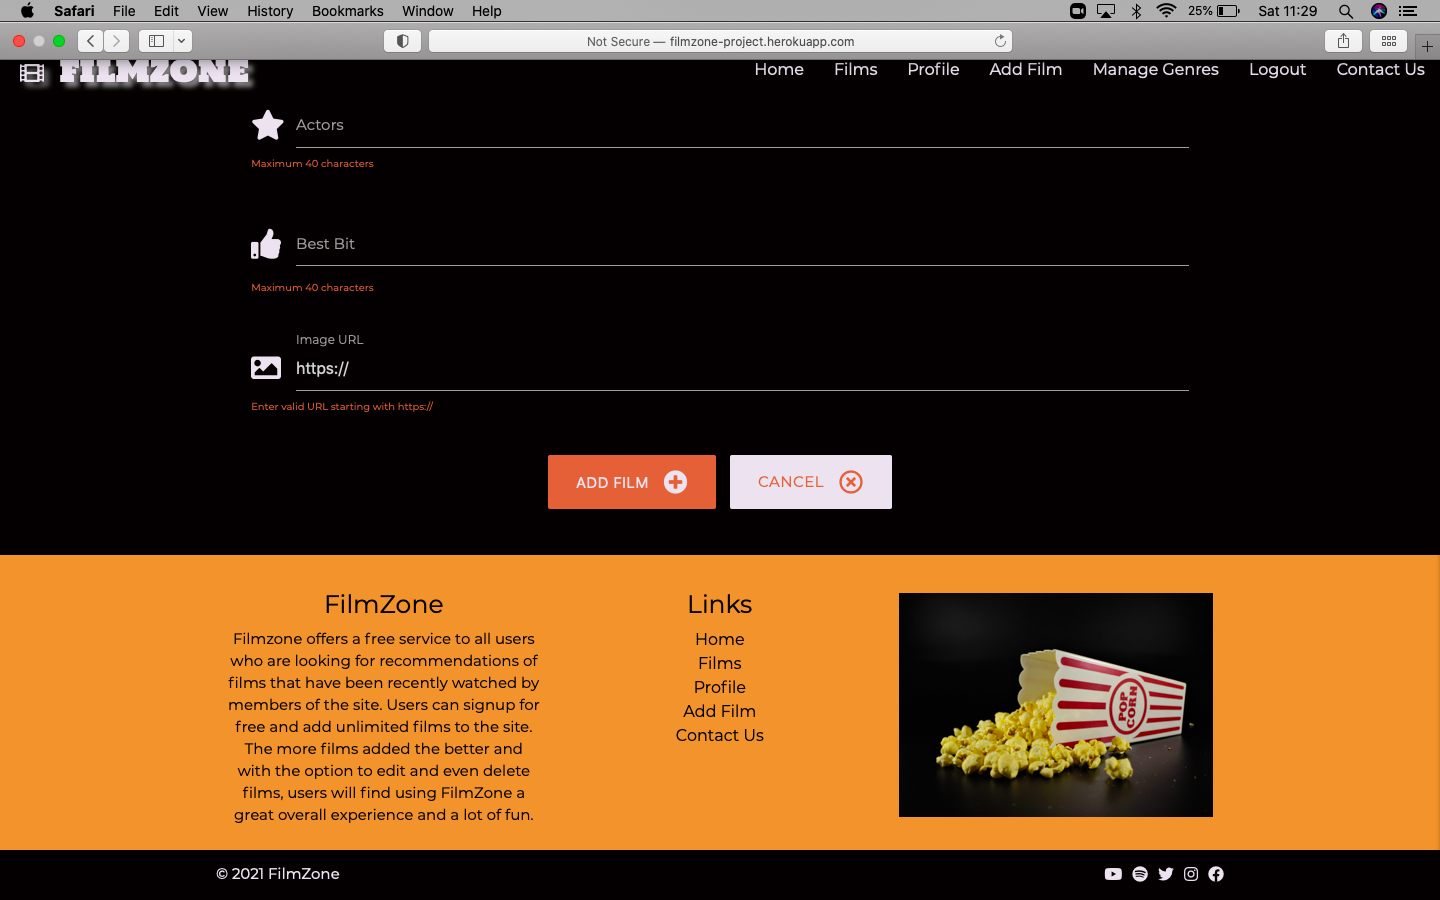 Safari File Edit View History Bookmarks Window Help 25% Sat 11:29
Not Secure — filmzone-project.herokuapp.com
FILMZONE
Home Films Profile Add Film Manage Genres Logout Contact Us
Actors
Maximum 40 characters
Best Bit
Maximum 40 characters
Image URL
https://
Enter valid URL starting with https://
ADD FILM
CANCEL
FilmZone
Filmzone offers a free service to all users
who are looking for recommendations of
films that have been recently watched by
members of the site. Users can signup for
free and add unlimited films to the site.
The more films added the better and
with the option to edit and even delete
films, users will find using FilmZone a
great overall experience and a lot of fun.
Links
Home
Films
Profile
Add Film
Contact Us
POP
CORN
© 2021 FilmZone